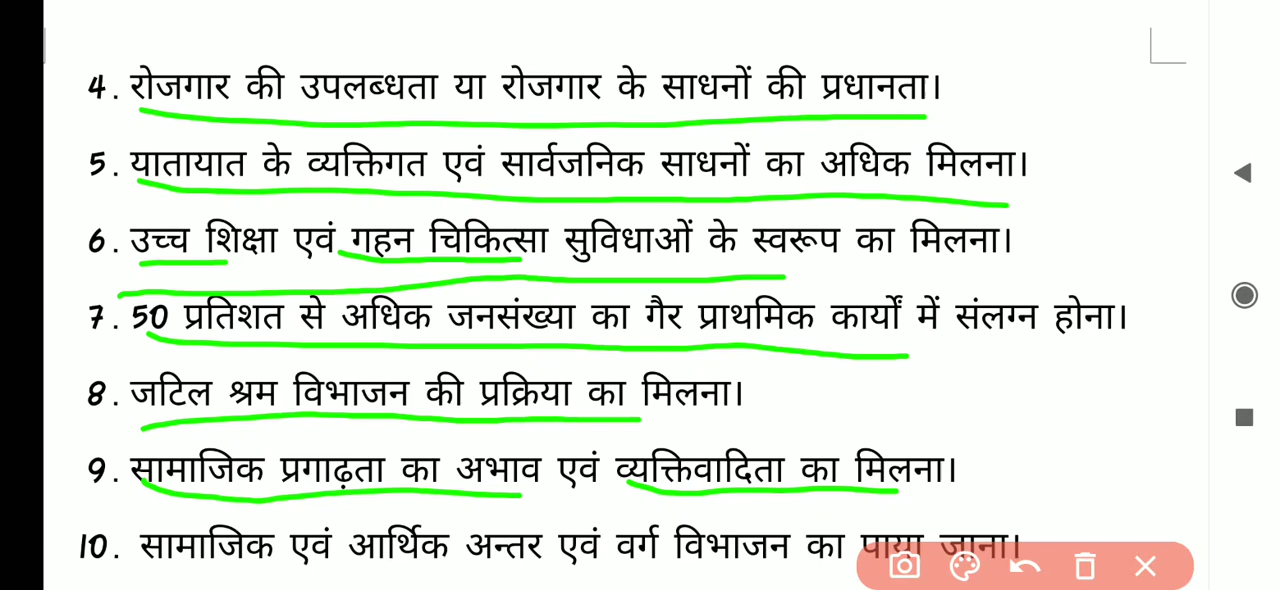 4. रोजगार की उपलब्धता या रोजगार के साधनों की प्रधानता।
5. यातायात के व्यक्तिगत एवं सार्वजनिक साधनों का अधिक मिलना।
6. उच्च शिक्षा एवं गहन चिकित्सा सुविधाओं के स्वरूप का मिलना।
7. 50 प्रतिशत से अधिक जनसंख्या का गैर प्राथमिक कार्यों में संलग्न होना।
8. जटिल श्रम विभाजन की प्रक्रिया का मिलना।
9. सामाजिक प्रगाढ़ता का अभाव एवं व्यक्तिवादिता का मिलना।
10. सामाजिक एवं आर्थिक अन्तर एवं वर्ग विभाजन का पाया जाना।